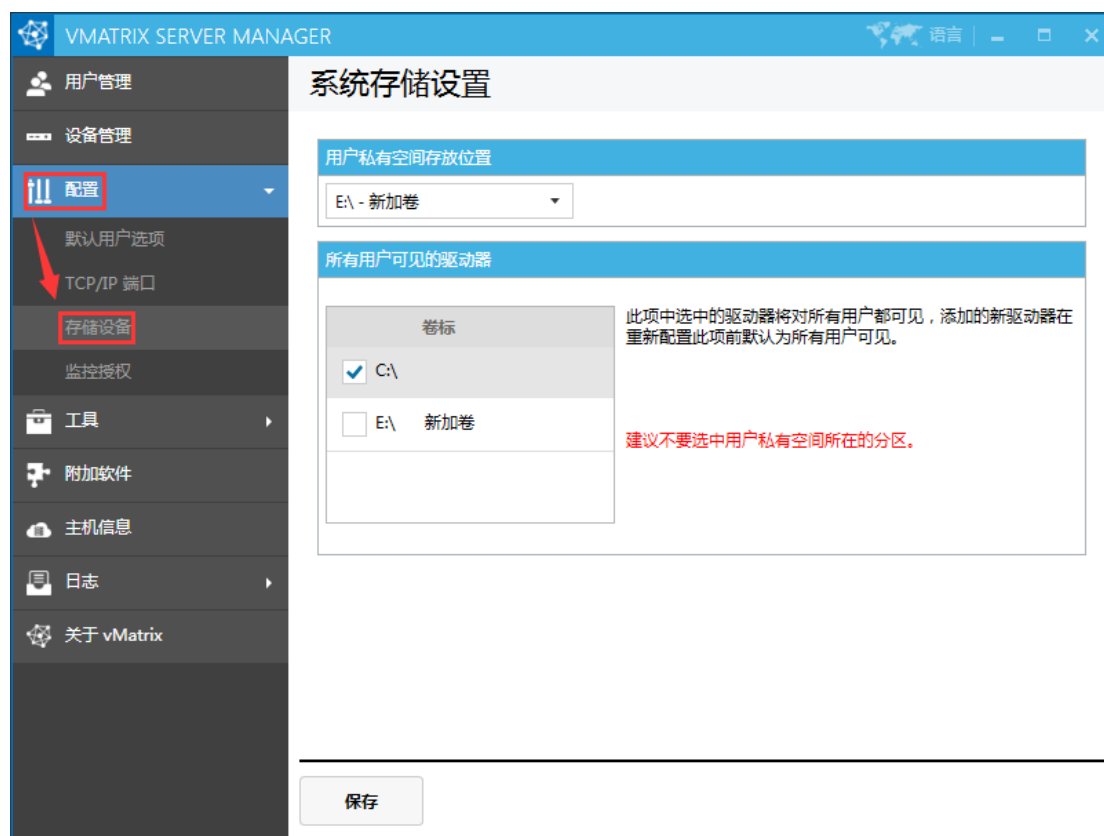 VMATRIX SERVER MANAGER
语言
用户管理
设备管理
配置
默认用户选项
TCP/IP 端口
存储设备
监控授权
工具
附加软件
主机信息
日志
关于 vMatrix
系统存储设置
用户私有空间存放位置
E:\ - 新加卷
所有用户可见的驱动器
卷标
C:\
E:\ 新加卷
此项中选中的驱动器将对所有用户都可见，添加的新驱动器在
重新配置此项前默认为所有用户可见。
建议不要选中用户私有空间所在的分区。
保存